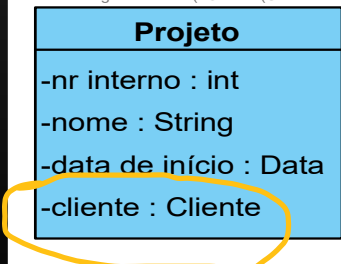 Projeto
-nr interno : int
-nome : String
-data de início : Data
-cliente : Cliente